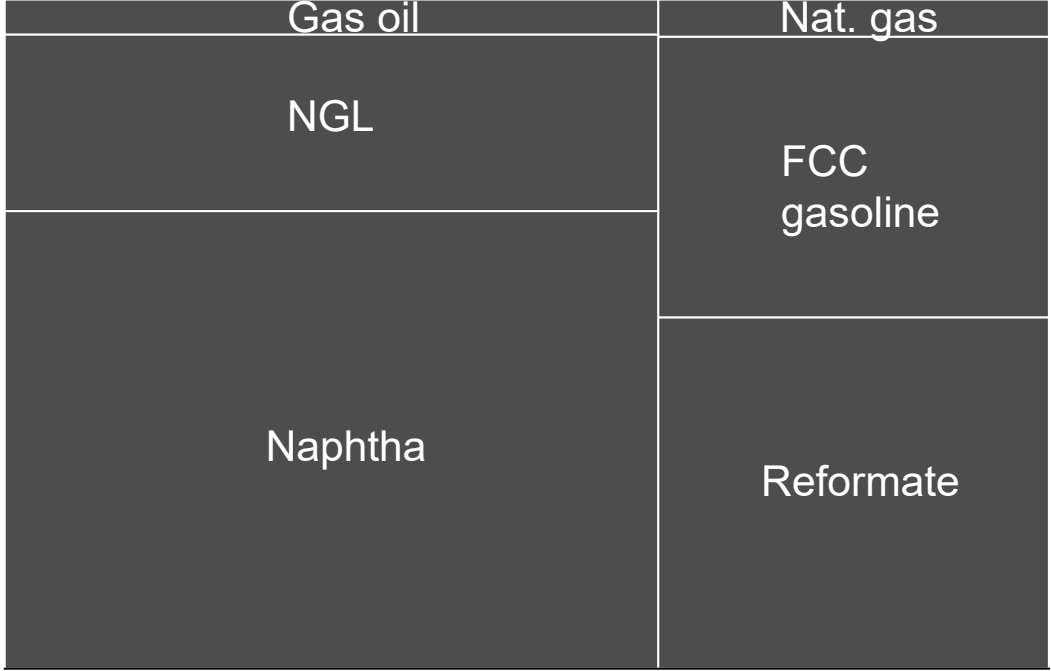 Gas oil
Nat. gas
NGL
FCC
gasoline
Naphtha
Reformate